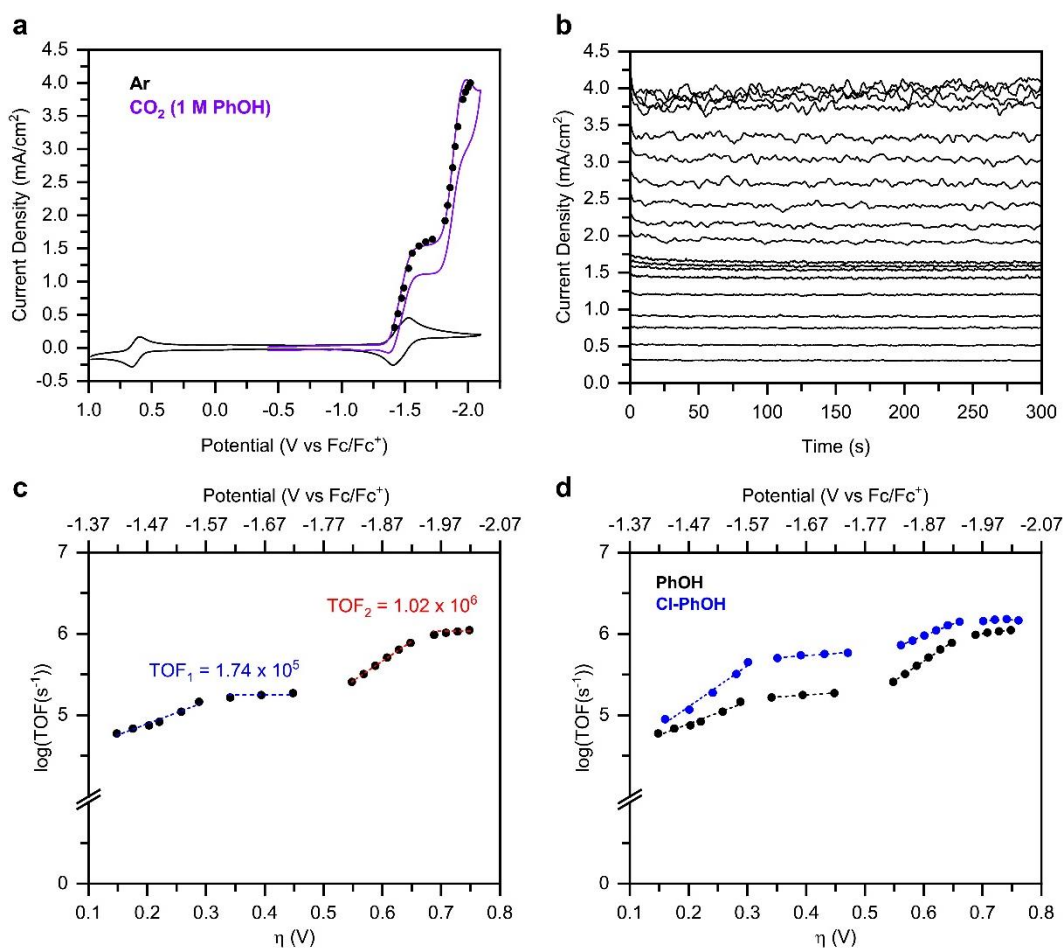 a
Current Density (mA/cm²)
4.5
4.0
3.5
3.0
2.5
2.0
1.5
1.0
0.5
0.0
-0.5
Ar
CO₂ (1 M PhOH)
1.0 0.5 0.0 -0.5 -1.0 -1.5 -2.0
Potential (V vs Fc/Fc⁺)
b
Current Density (mA/cm²)
4.5
4.0
3.5
3.0
2.5
2.0
1.5
1.0
0.5
0.0
0 50 100 150 200 250 300
Time (s)
c
Potential (V vs Fc/Fc⁺)
-1.37 -1.47 -1.57 -1.67 -1.77 -1.87 -1.97 -2.07
log(TOF(s⁻¹)
7
6
5
0
TOF₁ = 1.74 x 10⁵
TOF₂ = 1.02 x 10⁶
0.1 0.2 0.3 0.4 0.5 0.6 0.7 0.8
η (V)
d
Potential (V vs Fc/Fc⁺)
-1.37 -1.47 -1.57 -1.67 -1.77 -1.87 -1.97 -2.07
log(TOF(s⁻¹)
7
6
5
0
PhOH
Cl-PhOH
0.1 0.2 0.3 0.4 0.5 0.6 0.7 0.8
η (V)